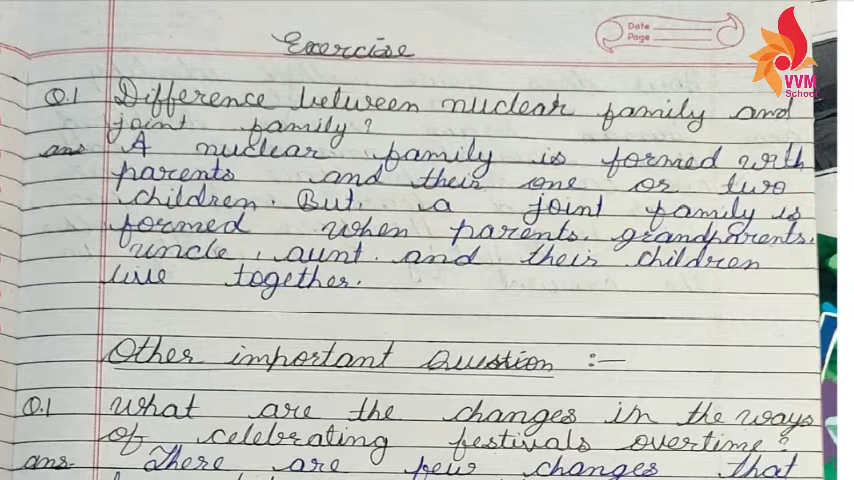 Exercise
Date
Page
VVM
School
Q.1 Difference between nuclear family and
joint family?
ans A nuclear family is formed with
parents and their one or two
children. But, a joint family is
formed when parents, grandparents,
uncle, aunt and their children
live together.
Other important Question :-
Q.1 What are the changes in the ways
of celebrating festivals overtime?
ans. There are few changes that